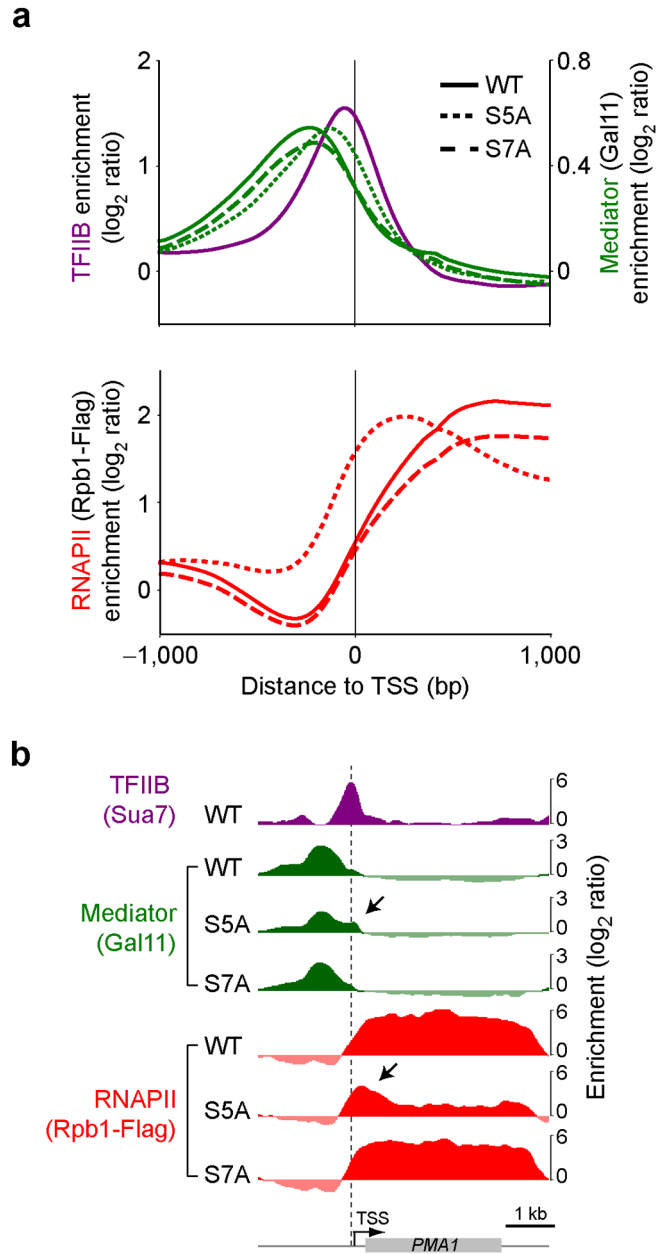 a
TFIIB enrichment
(log2 ratio)
2
1
0
WT
S5A
S7A
0.8
0.4
0
Mediator (Gal11)
enrichment (log2 ratio)
RNAPII (Rpb1-Flag)
enrichment (log2 ratio)
2
1
0
−1,000 0 1,000
Distance to TSS (bp)
b
TFIIB
(Sua7)
WT
6
0
Mediator
(Gal11)
WT
3
0
S5A
3
0
S7A
3
0
RNAPII
(Rpb1-Flag)
WT
6
0
S5A
6
0
S7A
6
0
Enrichment (log2 ratio)
TSS
1 kb
PMA1